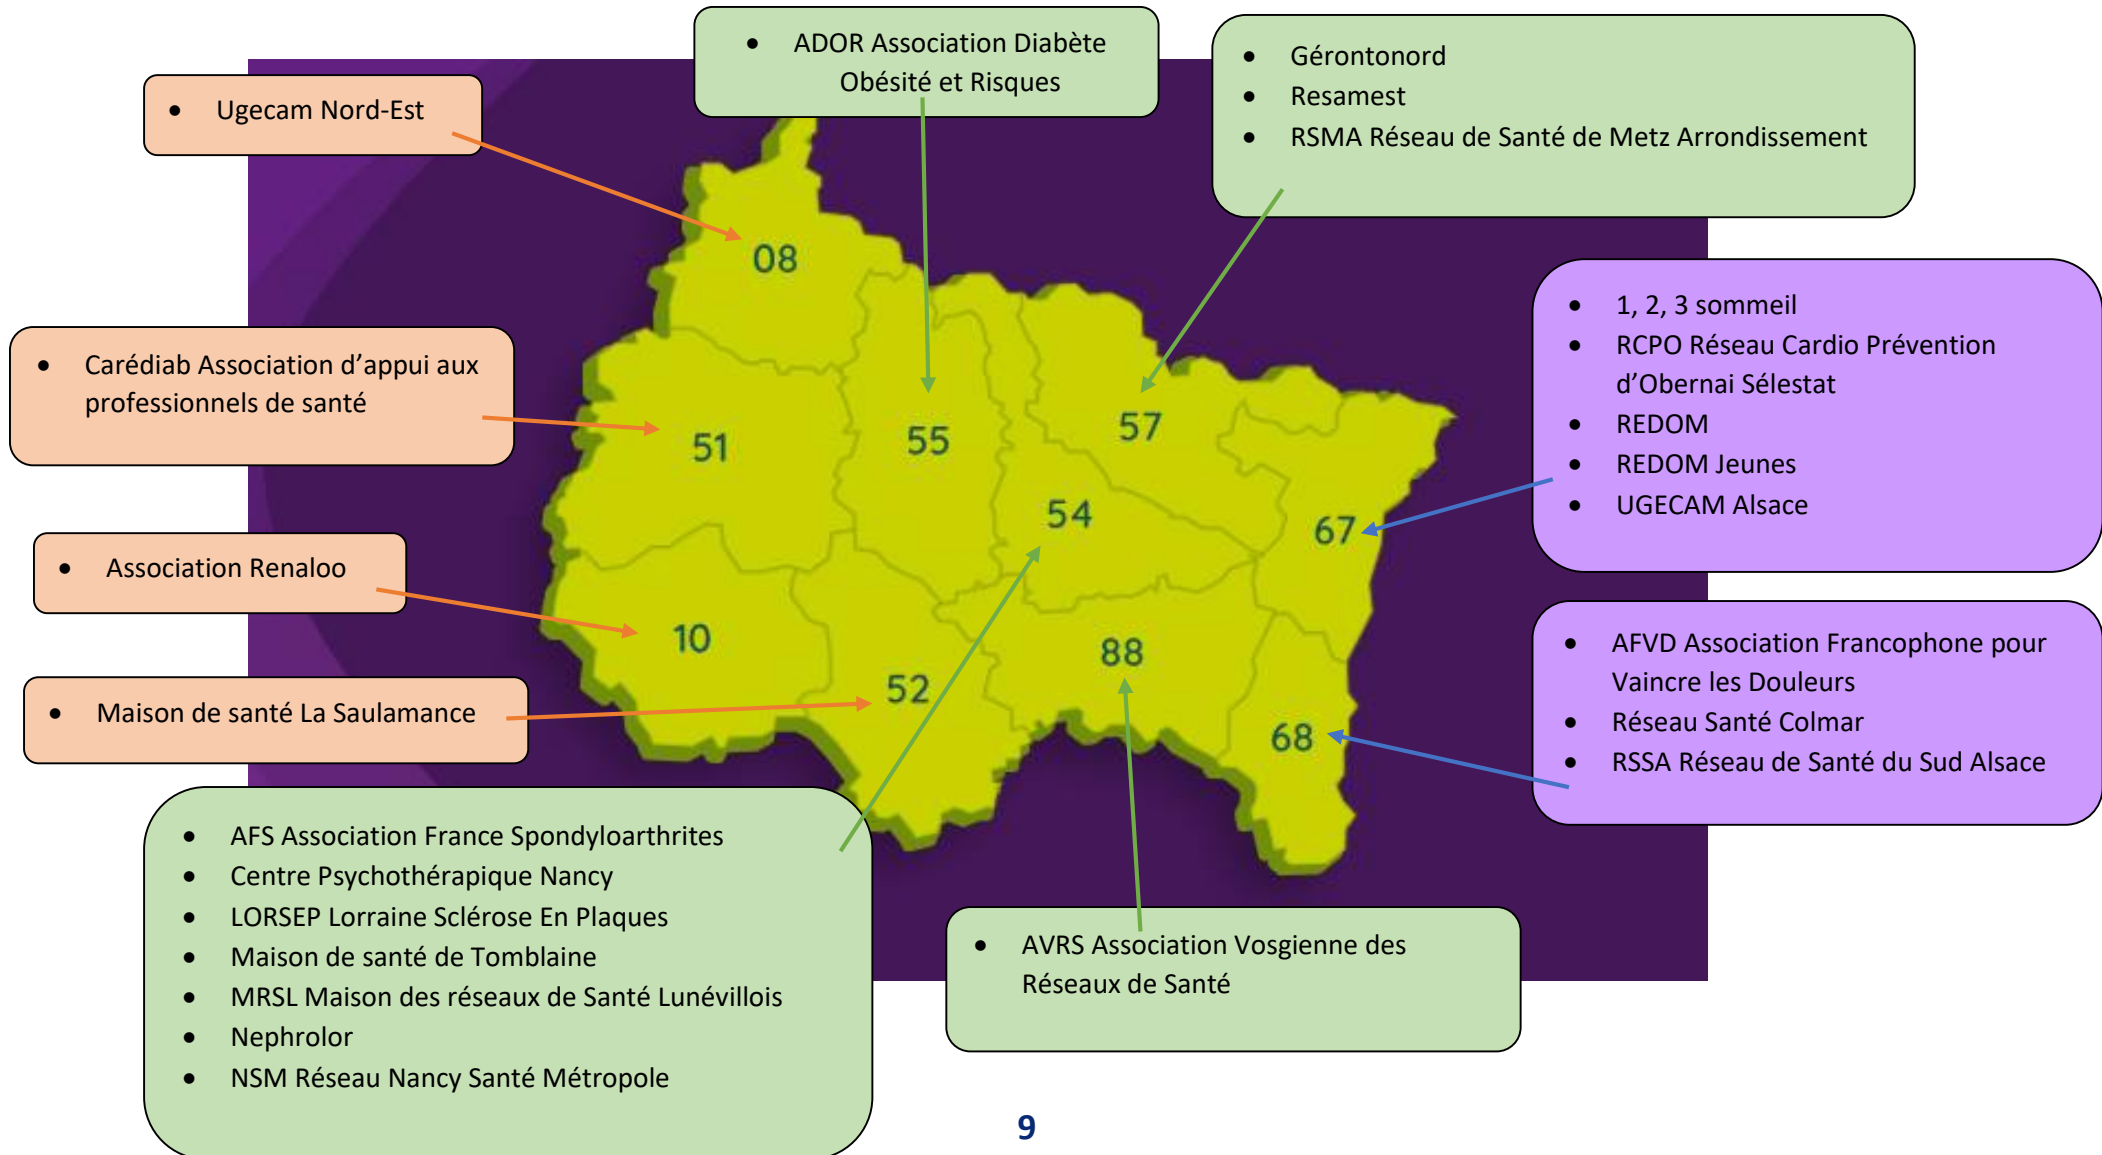 • ADOR Association Diabète
Obésité et Risques
• Gérontonord
• Resamest
• RSMA Réseau de Santé de Metz Arrondissement
• Ugecam Nord-Est
08
• 1, 2, 3 sommeil
• RCPO Réseau Cardio Prévention
d’Obernai Sélestat
• REDOM
• REDOM Jeunes
• UGECAM Alsace
• Carédiab Association d’appui aux
professionnels de santé
51
55
57
54
67
• Association Renaloo
10
88
52
68
• AFVD Association Francophone pour
Vaincre les Douleurs
• Réseau Santé Colmar
• RSSA Réseau de Santé du Sud Alsace
• Maison de santé La Saulamance
• AFS Association France Spondyloarthrites
• Centre Psychothérapique Nancy
• LORSEP Lorraine Sclérose En Plaques
• Maison de santé de Tomblaine
• MRSL Maison des réseaux de Santé Lunévillois
• Nephrolor
• NSM Réseau Nancy Santé Métropole
• AVRS Association Vosgienne des
Réseaux de Santé
9